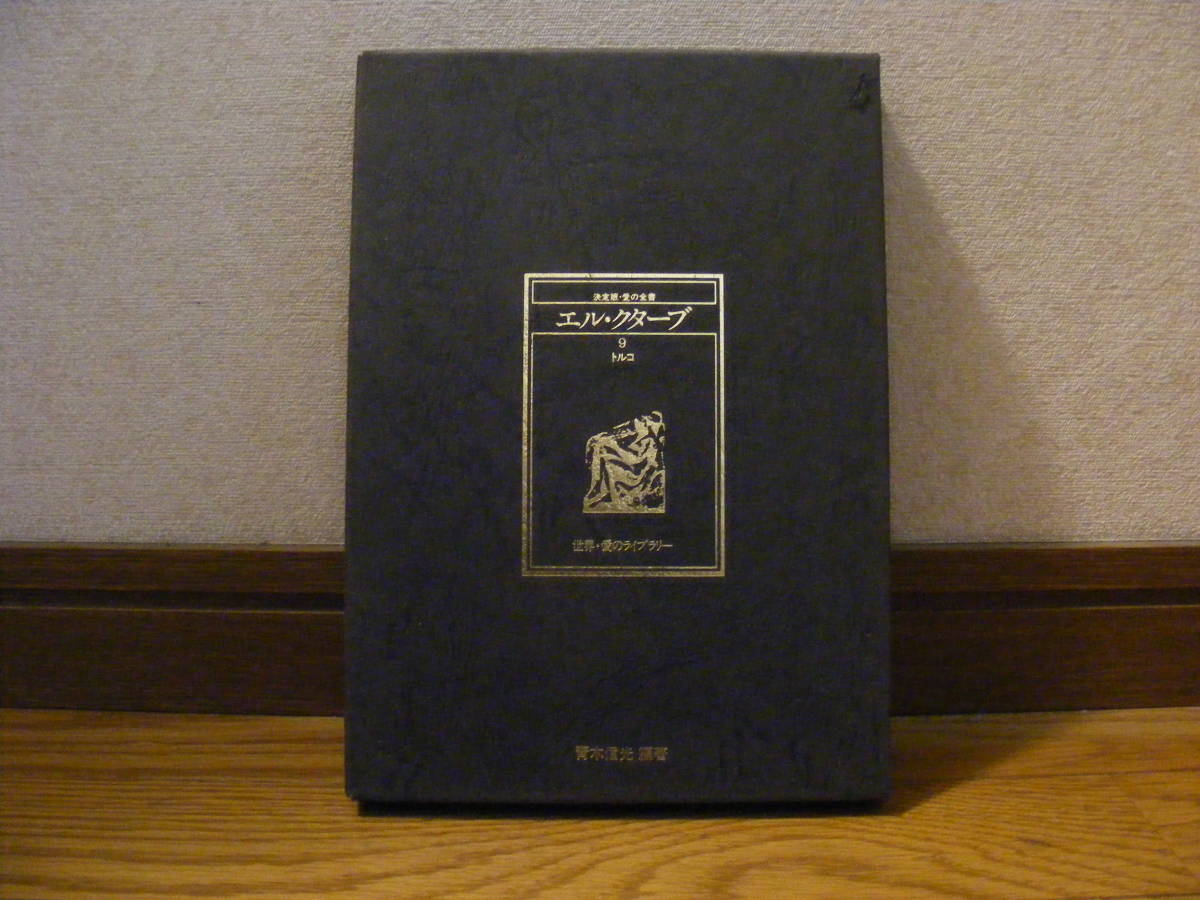 決定版・愛の全書
エル・クターブ
9
トルコ
世界・愛のライブラリー
青木信光 編著